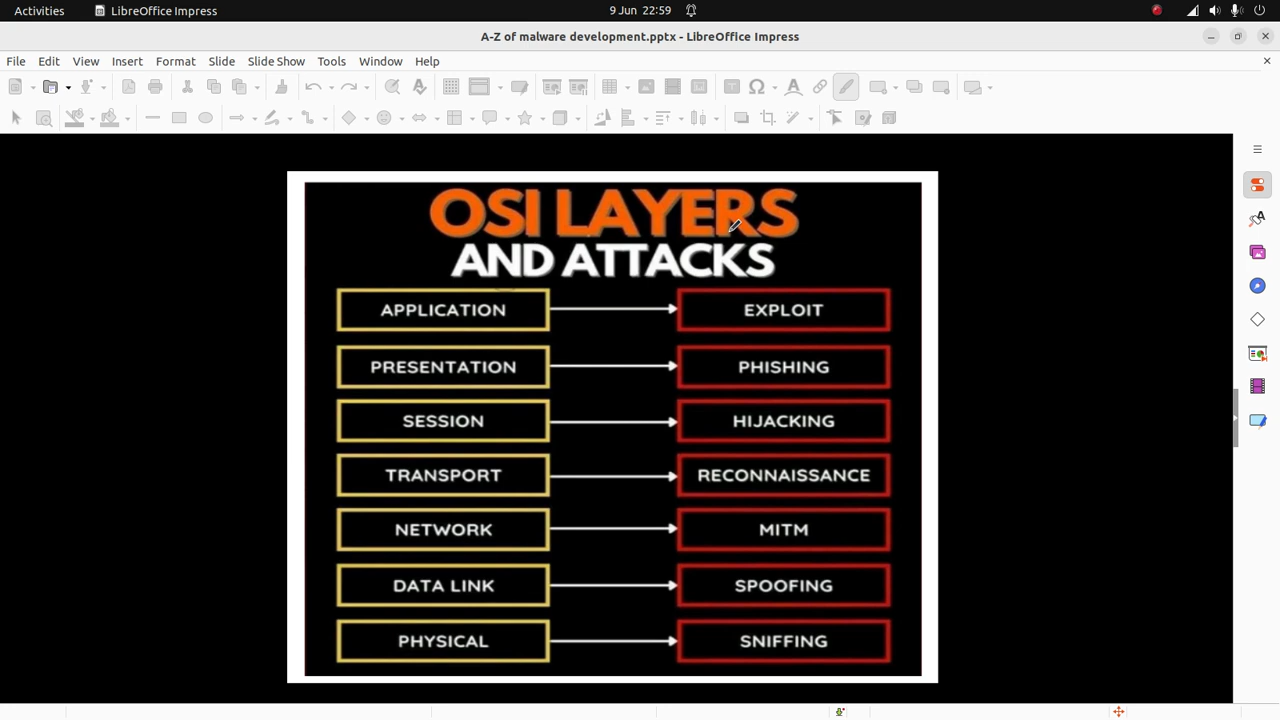 Activities
LibreOffice Impress
9 Jun 22:59
A-Z of malware development.pptx - LibreOffice Impress
File Edit View Insert Format Slide Slide Show Tools Window Help
OSI LAYERS
AND ATTACKS
APPLICATION EXPLOIT
PRESENTATION PHISHING
SESSION HIJACKING
TRANSPORT RECONNAISSANCE
NETWORK MITM
DATA LINK SPOOFING
PHYSICAL SNIFFING